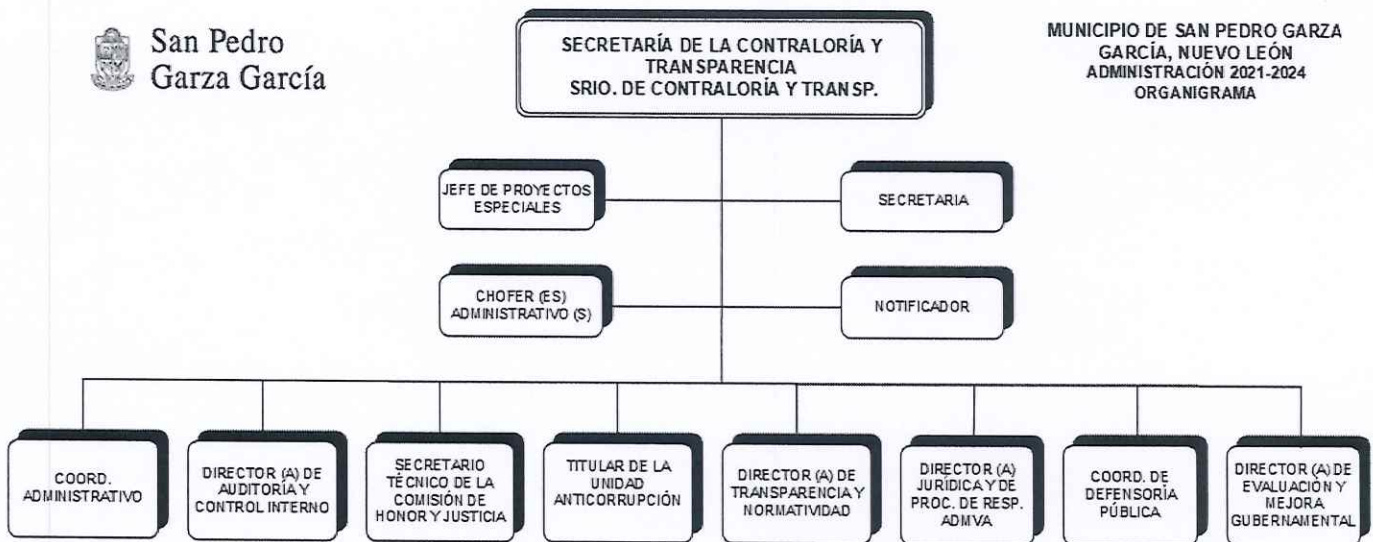 San Pedro
Garza García
SECRETARÍA DE LA CONTRALORÍA Y
TRANSPARENCIA
SRIO. DE CONTRALORÍA Y TRANSP.
MUNICIPIO DE SAN PEDRO GARZA
GARCÍA, NUEVO LEÓN
ADMINISTRACIÓN 2021-2024
ORGANIGRAMA
JEFE DE PROYECTOS
ESPECIALES
SECRETARIA
CHOFER (ES)
ADMINISTRATIVO (S)
NOTIFICADOR
COORD.
ADMINISTRATIVO
DIRECTOR (A) DE
AUDITORÍA Y
CONTROL INTERNO
SECRETARIO
TÉCNICO DE LA
COMISIÓN DE
HONOR Y JUSTICIA
TITULAR DE LA
UNIDAD
ANTICORRUPCIÓN
DIRECTOR (A) DE
TRANSPARENCIA Y
NORMATIVIDAD
DIRECTOR (A)
JURÍDICA Y DE
PROC. DE RESP.
ADMVA
COORD. DE
DEFENSORÍA
PÚBLICA
DIRECTOR (A) DE
EVALUACIÓN Y
MEJORA
GUBERNAMENTAL